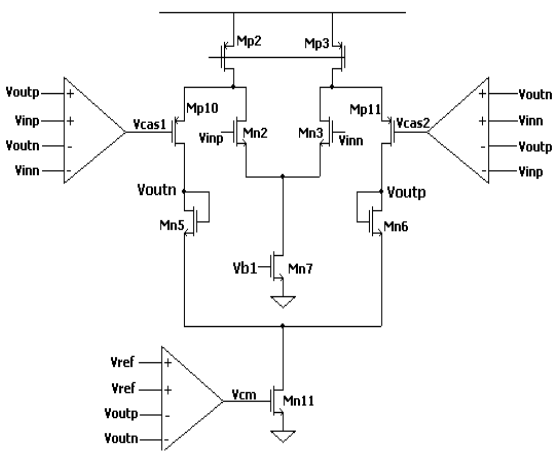 Mp2
Mp3
Voutp
+
Vinp
+
Voutn
-
Vinn
-
Vcas1
Mp10
Vinp
Mn2
Mn3
Vinn
Mp11
Vcas2
+
Voutn
+
Vinn
-
Voutp
-
Vinp
Voutn
Mn5
Voutp
Mn6
Vb1
Mn7
Vref
+
Vref
+
Voutp
-
Voutn
-
Vcm
Mn11